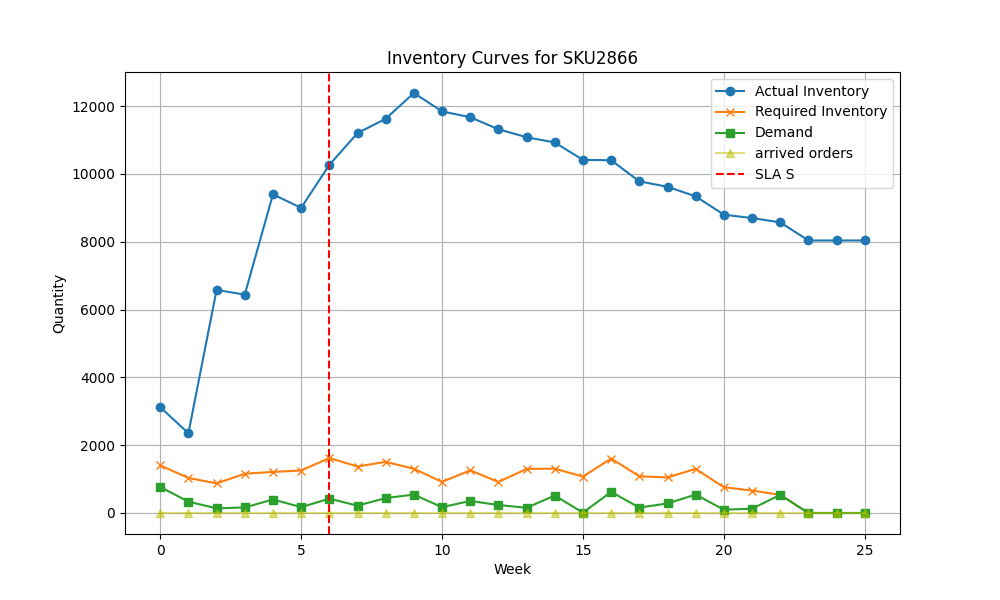 Inventory Curves for SKU2866
Actual Inventory
Required Inventory
Demand
arrived orders
SLA S
12000
10000
8000
6000
4000
2000
0
Quantity
0 5 10 15 20 25
Week